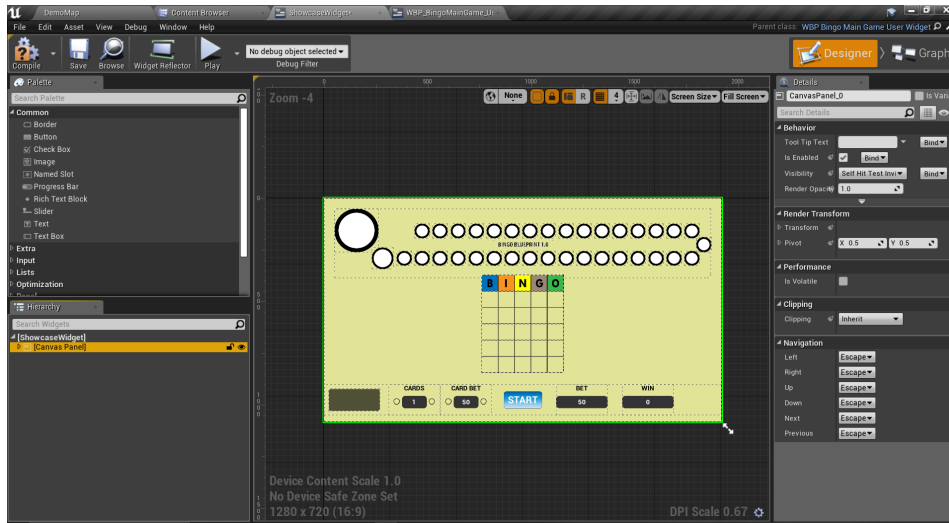 DemoMap
Content Browser
ShowcaseWidget*
File Edit Asset View Debug Window Help
Parent class: WBP Bingo Main Game User Widget
Compile
Save
Browse
Widget Reflector
Play
No debug object selected
Debug Filter
Designer
Palette
Search Palette
Common
Border
Button
Check Box
Image
Named Slot
Progress Bar
Rich Text Block
Slider
Text
Text Box
Extra
Input
Lists
Optimization
Hierarchy
Search Widgets
[ShowcaseWidget]
[Canvas Panel]
0 500 1000 1500 2000
Zoom -4
None
R
4
Screen Size
Fill Screen
BINGO BLUEPRINT 1.0
B I N G O
CARDS
1
CARD BET
50
START
BET
50
WIN
0
Device Content Scale 1.0
No Device Safe Zone Set
1280 x 720 (16:9)
DPI Scale 0.67
Details
CanvasPanel_0
Search Details
Behavior
Tool Tip Text
Bind
Is Enabled
Bind
Visibility
Self Hit Test Invi
Bind
Render Opacity
1.0
Render Transform
Transform
Pivot
X 0.5
Y 0.5
Performance
Is Volatile
Clipping
Clipping
Inherit
Navigation
Left
Escape
Right
Escape
Up
Escape
Down
Escape
Next
Escape
Previous
Escape